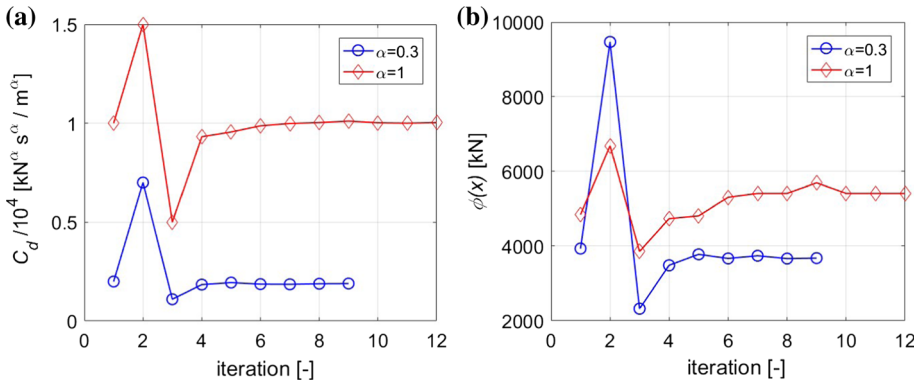 (a)
C_d /10^4 [kN^α s^α / m^α]
1.5
1
0.5
0
0 2 4 6 8 10 12
iteration [-]
α=0.3
α=1
(b)
ϕ(x) [kN]
10000
8000
6000
4000
2000
0 2 4 6 8 10 12
iteration [-]
α=0.3
α=1